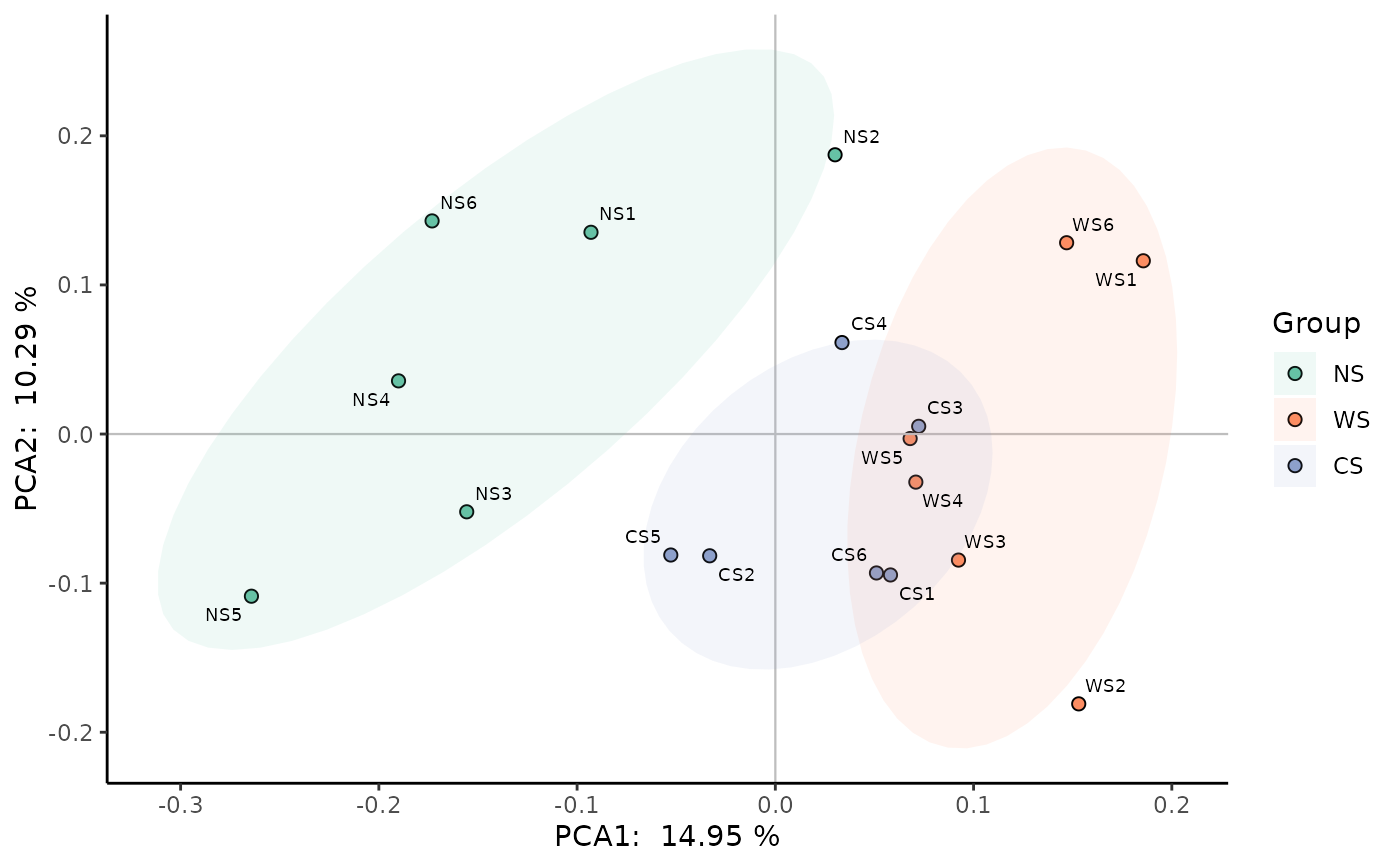 NS2
0.2
NS6
NS1
WS6
WS1
0.1
CS4
Group
NS
NS4
CS3
WS
0.0
WS5
CS
NS3
WS4
PCA2:  10.29 %
CS5
WS3
CS6
CS2
-0.1
CS1
NS5
WS2
-0.2
-0.3
-0.2
-0.1
0.0
0.1
0.2
PCA1:  14.95 %